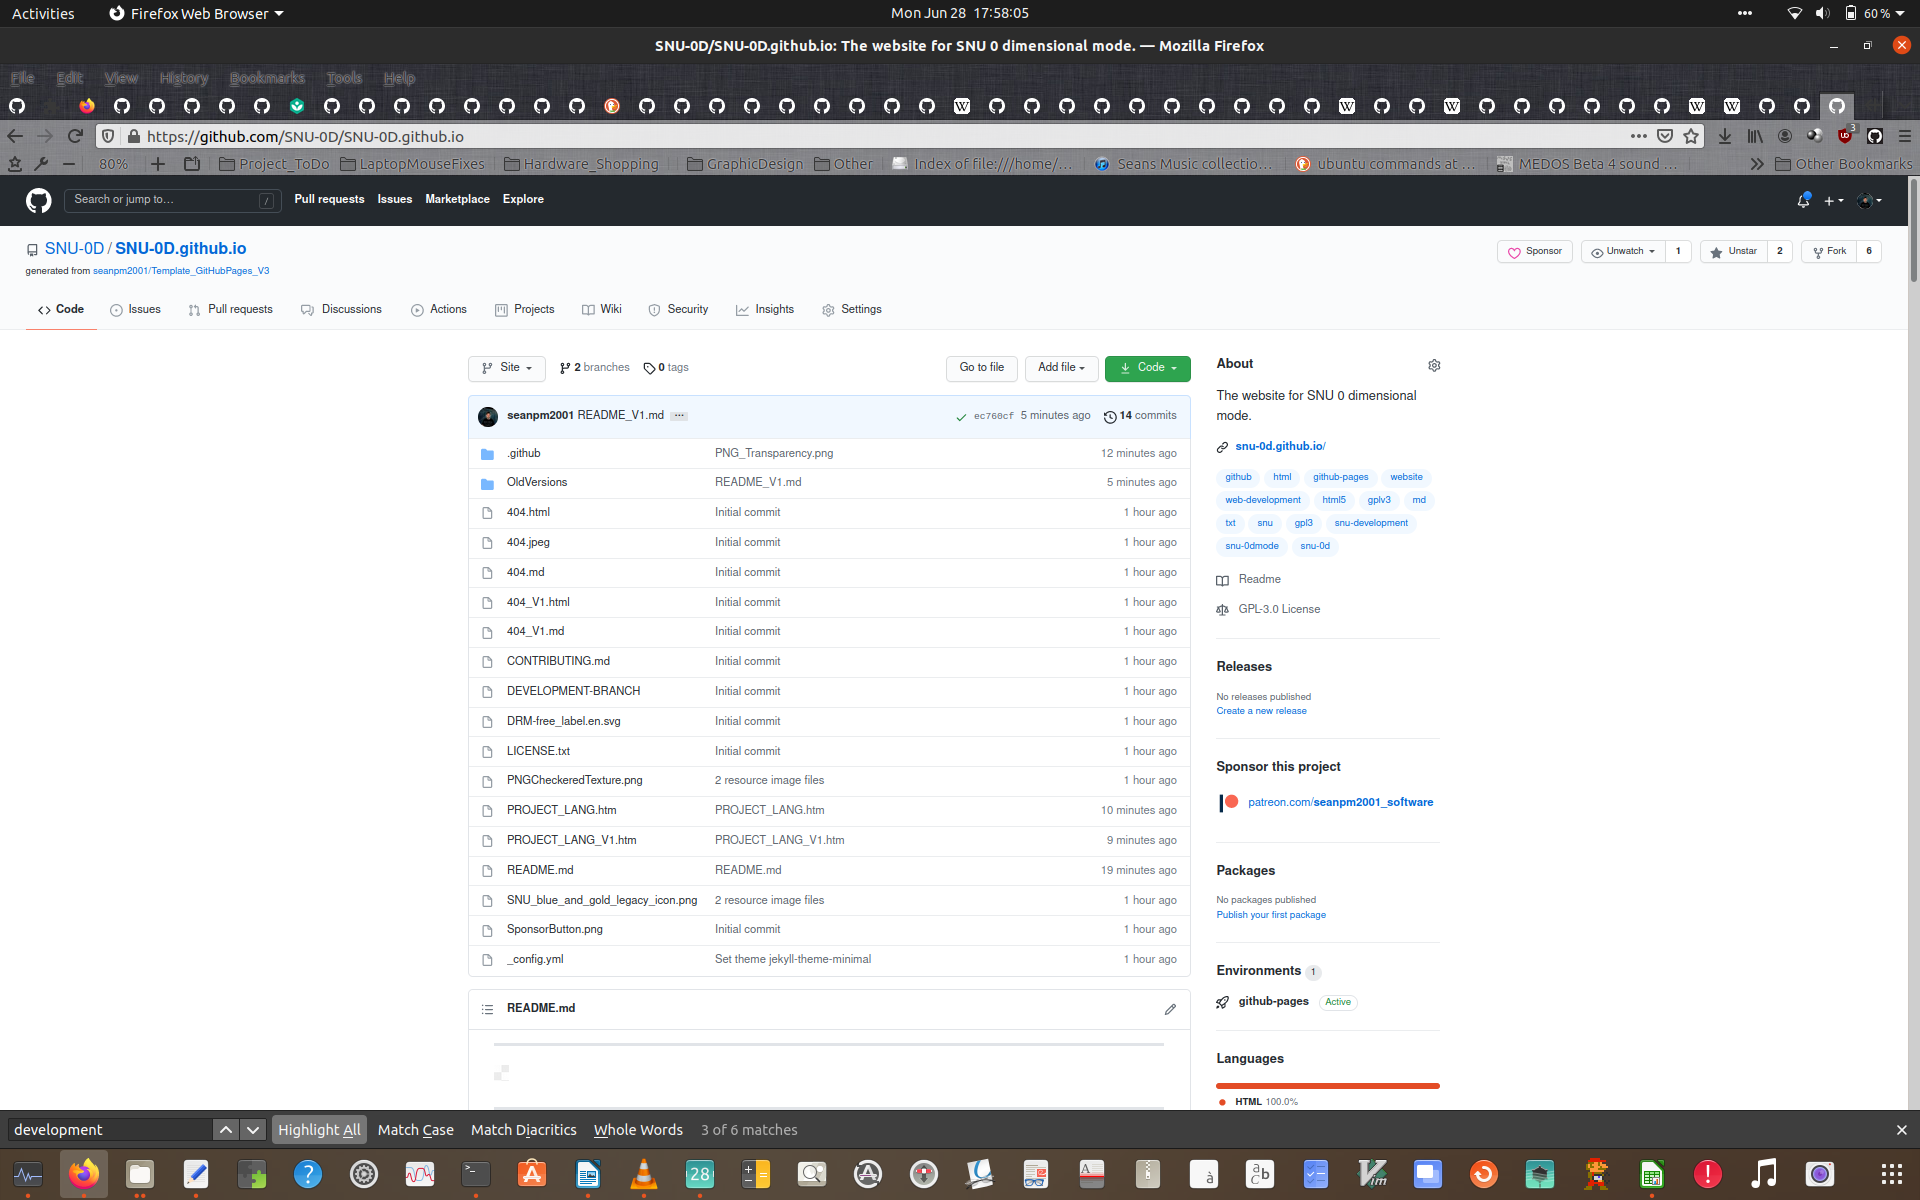 Activities Firefox Web Browser Mon Jun 28 17:58:05 60 %
SNU-0D/SNU-0D.github.io: The website for SNU 0 dimensional mode. — Mozilla Firefox
File Edit View History Bookmarks Tools Help
https://github.com/SNU-0D/SNU-0D.github.io 3
80% Project_ToDo LaptopMouseFixes Hardware_Shopping GraphicDesign Other Index of file:///home/... Seans Music collectio... ubuntu commands at ... MEDOS Beta 4 sound ... Other Bookmarks
Search or jump to... / Pull requests Issues Marketplace Explore
SNU-0D / SNU-0D.github.io Sponsor Unwatch 1 Unstar 2 Fork 6
generated from seanpm2001/Template_GitHubPages_V3
Code Issues Pull requests Discussions Actions Projects Wiki Security Insights Settings
Site 2 branches 0 tags Go to file Add file Code
seanpm2001 README_V1.md ... ec760cf 5 minutes ago 14 commits
.github PNG_Transparency.png 12 minutes ago
OldVersions README_V1.md 5 minutes ago
404.html Initial commit 1 hour ago
404.jpeg Initial commit 1 hour ago
404.md Initial commit 1 hour ago
404_V1.html Initial commit 1 hour ago
404_V1.md Initial commit 1 hour ago
CONTRIBUTING.md Initial commit 1 hour ago
DEVELOPMENT-BRANCH Initial commit 1 hour ago
DRM-free_label.en.svg Initial commit 1 hour ago
LICENSE.txt Initial commit 1 hour ago
PNGCheckeredTexture.png 2 resource image files 1 hour ago
PROJECT_LANG.htm PROJECT_LANG.htm 10 minutes ago
PROJECT_LANG_V1.htm PROJECT_LANG_V1.htm 9 minutes ago
README.md README.md 19 minutes ago
SNU_blue_and_gold_legacy_icon.png 2 resource image files 1 hour ago
SponsorButton.png Initial commit 1 hour ago
_config.yml Set theme jekyll-theme-minimal 1 hour ago
README.md
About
The website for SNU 0 dimensional
mode.
snu-0d.github.io/
github html github-pages website
web-development html5 gplv3 md
txt snu gpl3 snu-development
snu-0dmode snu-0d
Readme
GPL-3.0 License
Releases
No releases published
Create a new release
Sponsor this project
patreon.com/seanpm2001_software
Packages
No packages published
Publish your first package
Environments 1
github-pages Active
Languages
HTML 100.0%
development Highlight All Match Case Match Diacritics Whole Words 3 of 6 matches